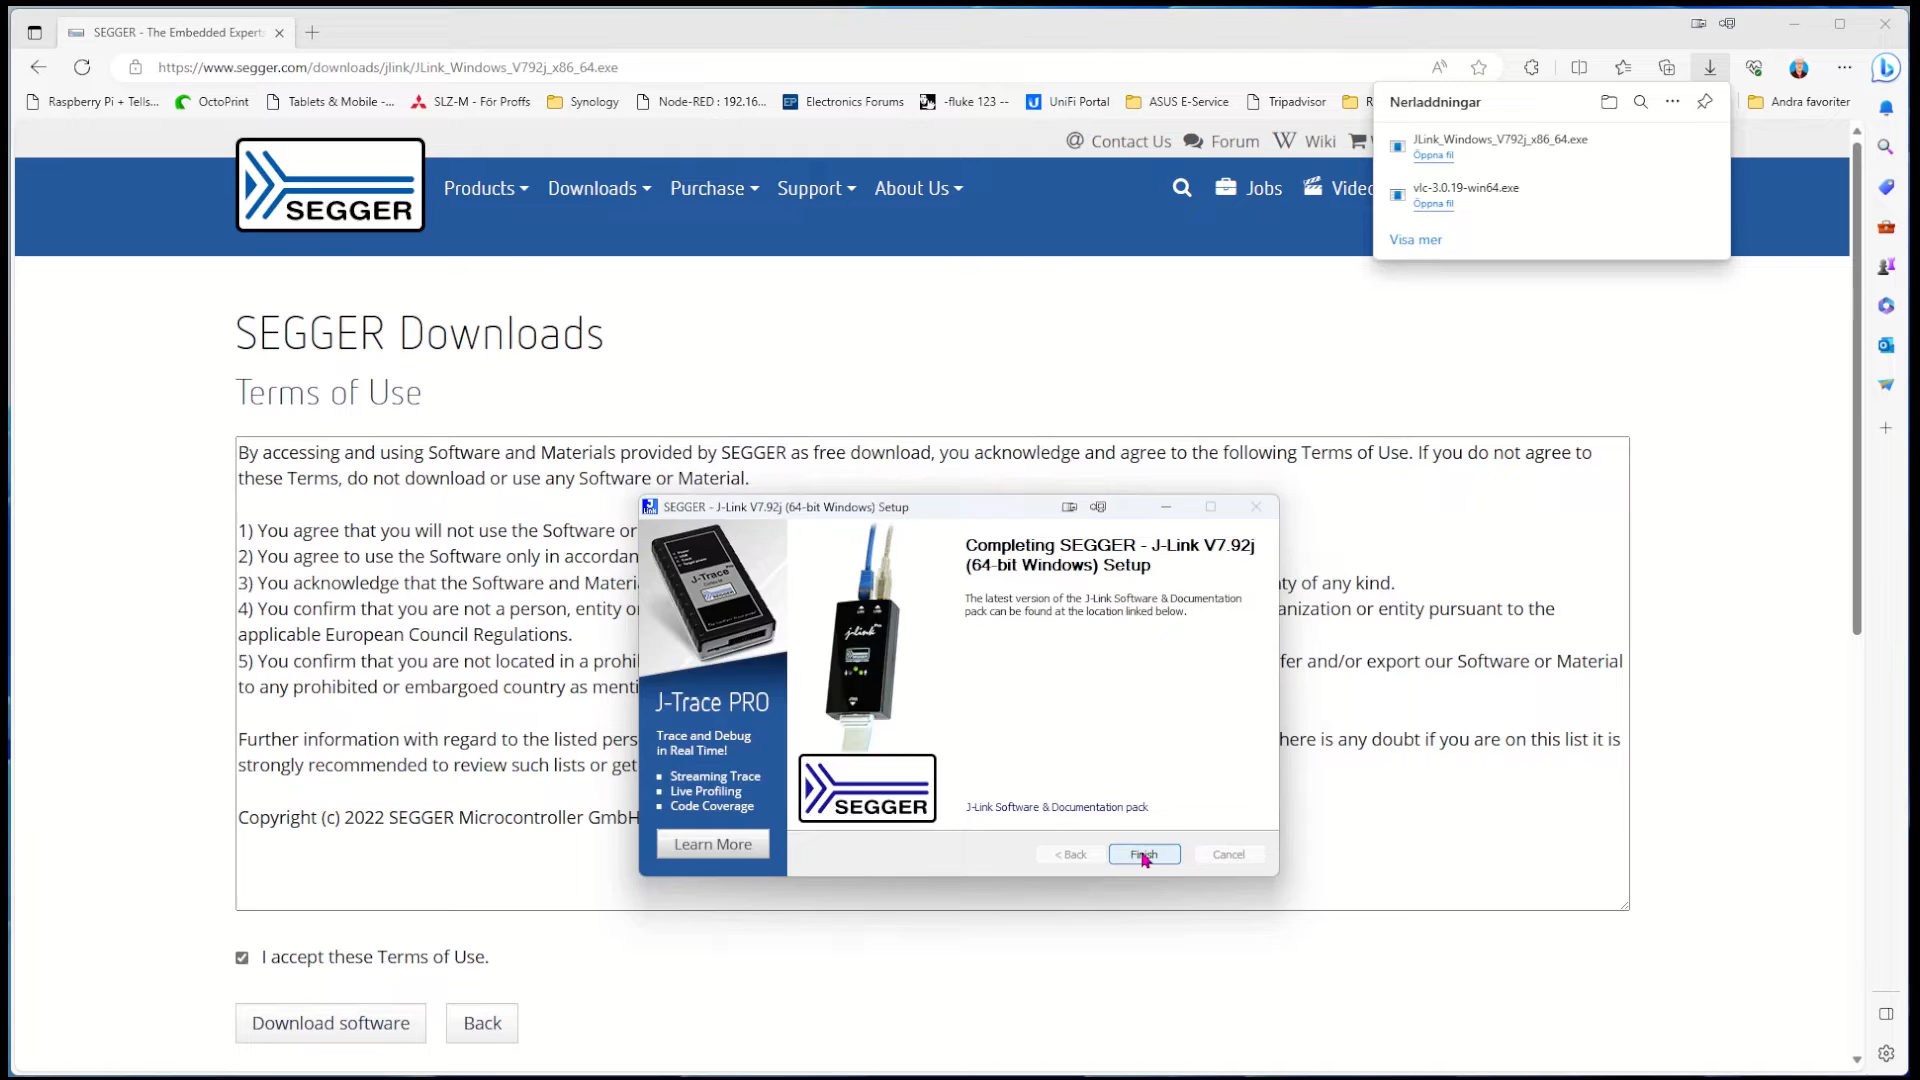 SEGGER - The Embedded Expert
https://www.segger.com/downloads/jlink/JLink_Windows_V792j_x86_64.exe
Raspberry Pi + Tells...
OctoPrint
Tablets & Mobile -...
SLZ-M - För Proffs
Synology
Node-RED : 192.16...
Electronics Forums
-fluke 123 --
UniFi Portal
ASUS E-Service
Tripadvisor
Andra favoriter
Nerladdningar
JLink_Windows_V792j_x86_64.exe
Öppna fil
vlc-3.0.19-win64.exe
Öppna fil
Visa mer
Contact Us
Forum
Wiki
SEGGER
Products
Downloads
Purchase
Support
About Us
Jobs
SEGGER Downloads
Terms of Use
By accessing and using Software and Materials provided by SEGGER as free download, you acknowledge and agree to the following Terms of Use. If you do not agree to
these Terms, do not download or use any Software or Material.
1) You agree that you will not use the Software or
2) You agree to use the Software only in accordan
3) You acknowledge that the Software and Materia
ty of any kind.
4) You confirm that you are not a person, entity o
anization or entity pursuant to the
applicable European Council Regulations.
5) You confirm that you are not located in a prohi
fer and/or export our Software or Material
to any prohibited or embargoed country as menti
Further information with regard to the listed pers
here is any doubt if you are on this list it is
strongly recommended to review such lists or get
Copyright (c) 2022 SEGGER Microcontroller GmbH
SEGGER - J-Link V7.92j (64-bit Windows) Setup
J-Trace
J-Trace PRO
Trace and Debug
in Real Time!
Streaming Trace
Live Profiling
Code Coverage
Learn More
J-Link
SEGGER
Completing SEGGER - J-Link V7.92j
(64-bit Windows) Setup
The latest version of the J-Link Software & Documentation
pack can be found at the location linked below.
J-Link Software & Documentation pack
< Back
Finish
Cancel
I accept these Terms of Use.
Download software
Back